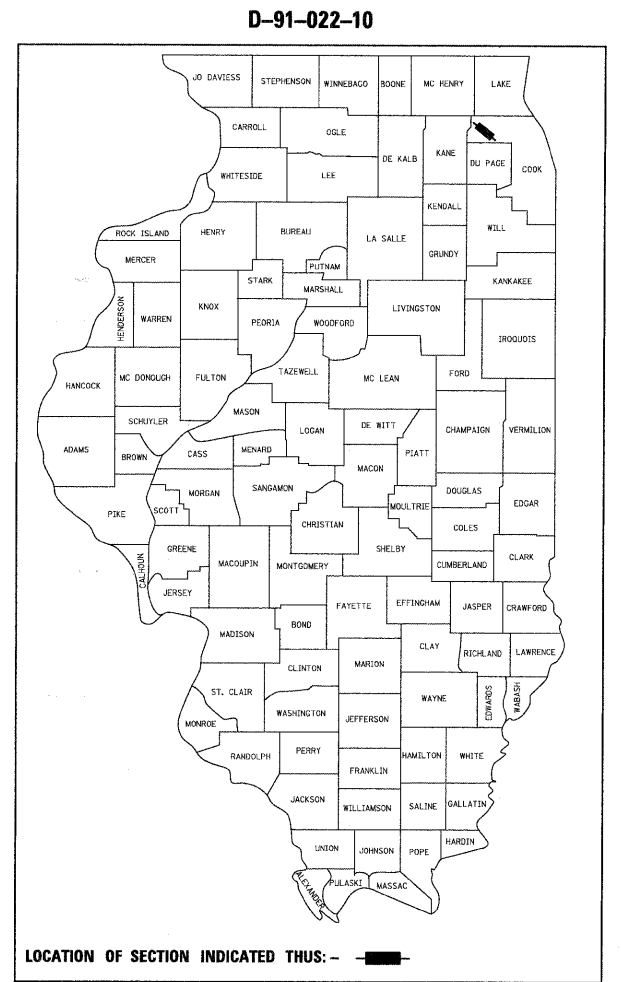 D-91-022-10
JO DAVIESS STEPHENSON WINNEBAGO BOONE MC HENRY LAKE
CARROLL OGLE DE KALB KANE DU PAGE COOK
WHITESIDE LEE
KENDALL
ROCK ISLAND HENRY BUREAU LA SALLE WILL
MERCER PUTNAM GRUNDY
STARK MARSHALL KANKAKEE
HENDERSON WARREN KNOX PEORIA WOODFORD LIVINGSTON IROQUOIS
HANCOCK MC DONOUGH FULTON TAZEWELL MC LEAN FORD
SCHUYLER MASON LOGAN DE WITT CHAMPAIGN VERMILION
ADAMS BROWN CASS MENARD MACON PIATT
PIKE SCOTT MORGAN SANGAMON CHRISTIAN MOULTRIE DOUGLAS EDGAR
COLES
CALHOUN GREENE MACOUPIN MONTGOMERY SHELBY CUMBERLAND CLARK
JERSEY FAYETTE EFFINGHAM JASPER CRAWFORD
MADISON BOND
CLINTON MARION CLAY RICHLAND LAWRENCE
ST. CLAIR WASHINGTON JEFFERSON WAYNE EDWARDS WABASH
MONROE
RANDOLPH PERRY FRANKLIN HAMILTON WHITE
JACKSON WILLIAMSON SALINE GALLATIN
UNION JOHNSON POPE HARDIN
ALEXANDER PULASKI MASSAC
LOCATION OF SECTION INDICATED THUS: -